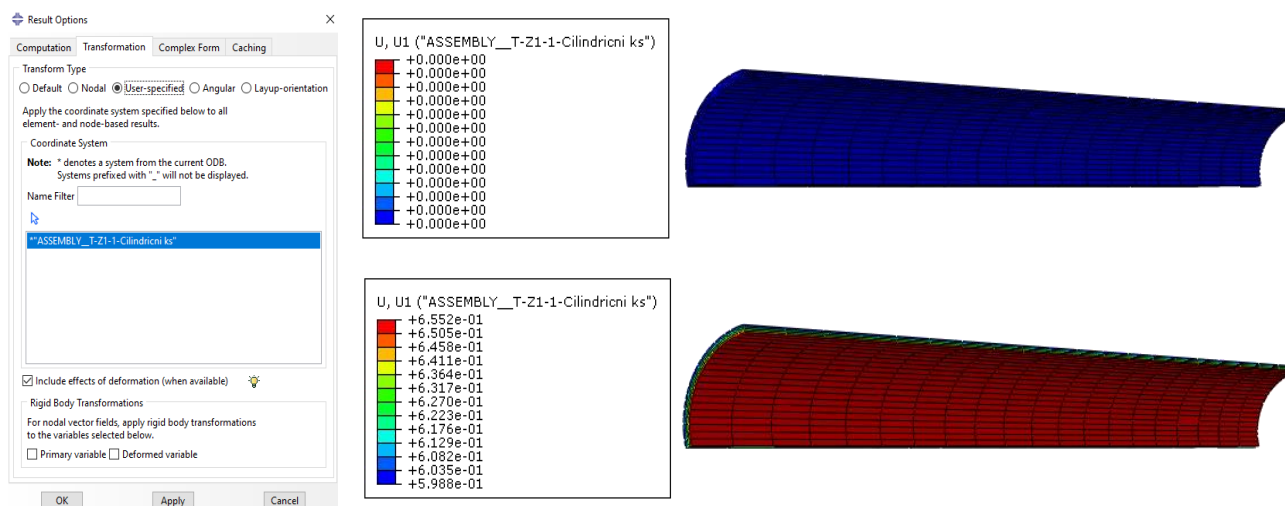 Result Options
Computation Transformation Complex Form Caching
Transform Type
Default Nodal User-specified Angular Layup-orientation
Apply the coordinate system specified below to all
element- and node-based results.
Coordinate System
Note: * denotes a system from the current ODB.
Systems prefixed with "_" will not be displayed.
Name Filter
*"ASSEMBLY__T-Z1-1-Cilindricni ks"
Include effects of deformation (when available)
Rigid Body Transformations
For nodal vector fields, apply rigid body transformations
to the variables selected below.
Primary variable Deformed variable
OK Apply Cancel
U, U1 ("ASSEMBLY__T-Z1-1-Cilindricni ks")
+0.000e+00
+0.000e+00
+0.000e+00
+0.000e+00
+0.000e+00
+0.000e+00
+0.000e+00
+0.000e+00
+0.000e+00
+0.000e+00
+0.000e+00
+0.000e+00
+0.000e+00
U, U1 ("ASSEMBLY__T-Z1-1-Cilindricni ks")
+6.552e-01
+6.505e-01
+6.458e-01
+6.411e-01
+6.364e-01
+6.317e-01
+6.270e-01
+6.223e-01
+6.176e-01
+6.129e-01
+6.082e-01
+6.035e-01
+5.988e-01